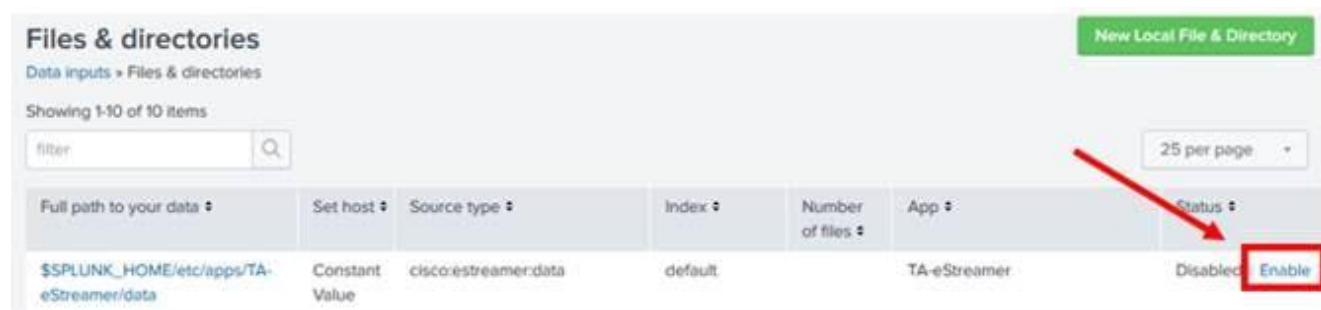 Files & directories
New Local File & Directory
Data inputs » Files & directories
Showing 1-10 of 10 items
filter
25 per page
Full path to your data
Set host
Source type
Index
Number
of files
App
Status
$SPLUNK_HOME/etc/apps/TA-
eStreamer/data
Constant
Value
cisco:estreamer:data
default
TA-eStreamer
Disabled
Enable